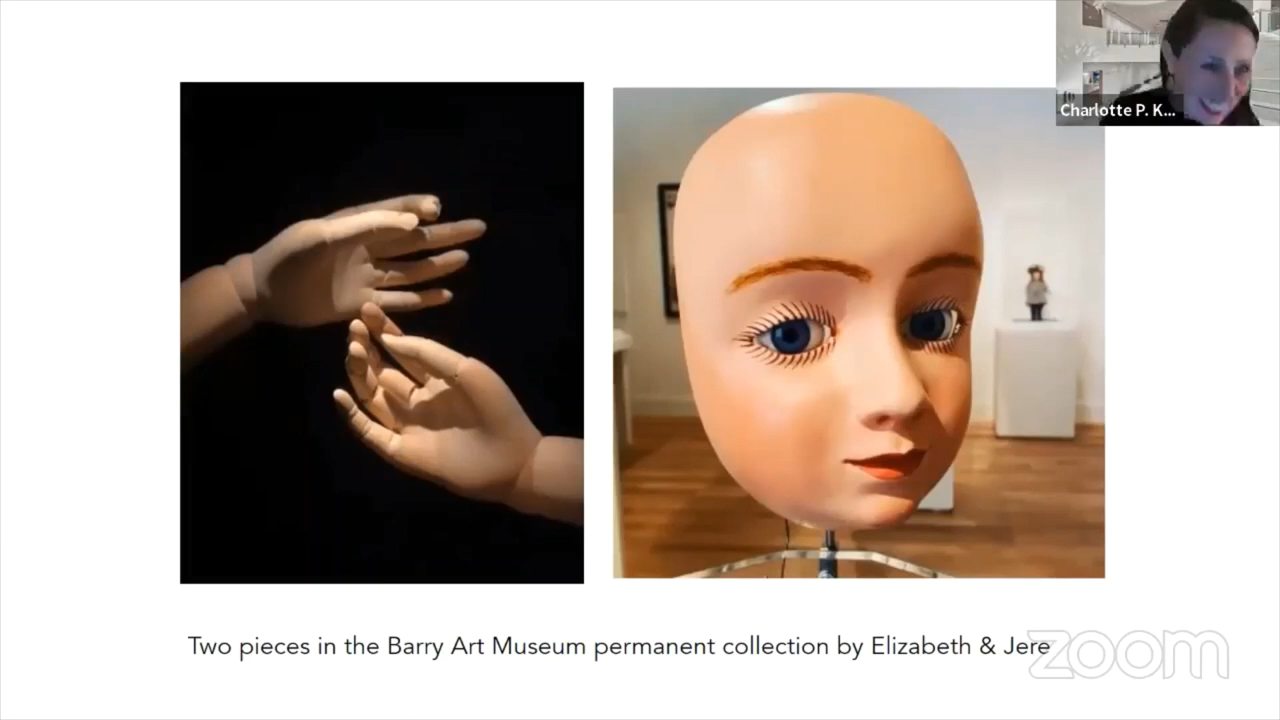 Charlotte P. K...
Two pieces in the Barry Art Museum permanent collection by Elizabeth & Jere
zoom